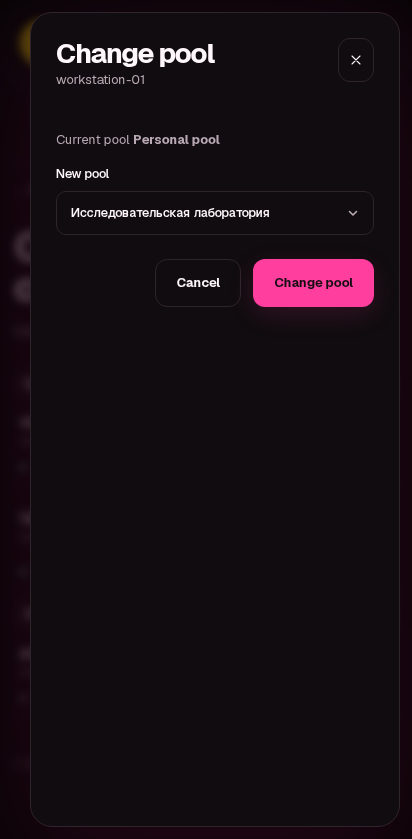 Change pool
workstation-01
Current pool Personal pool
New pool
Исследовательская лаборатория
Cancel
Change pool